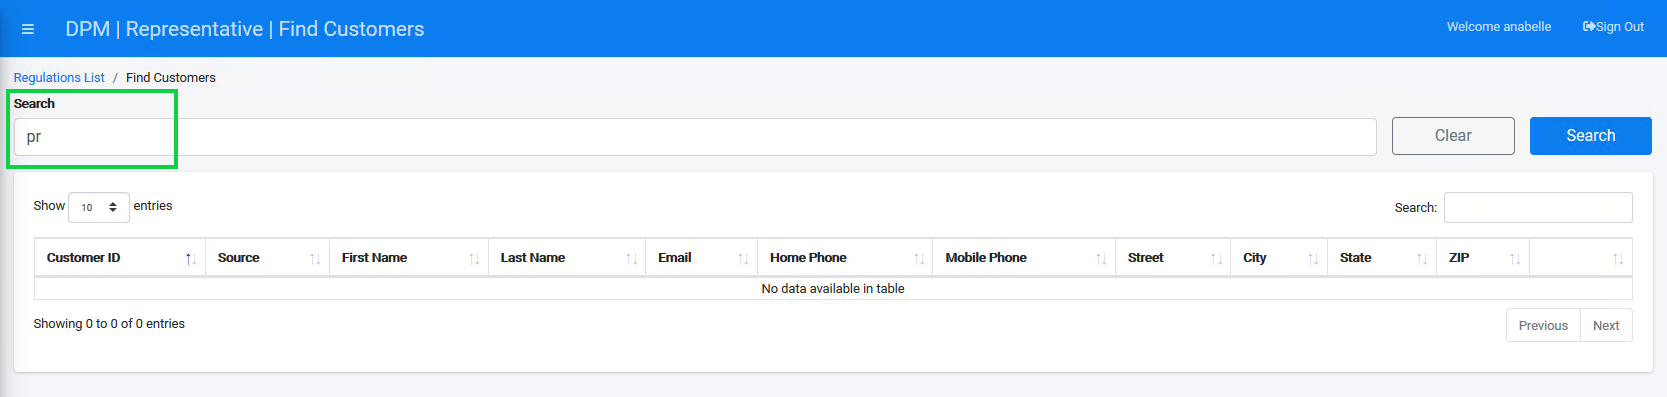 DPM | Representative | Find Customers
Welcome anabelle
Sign Out
Regulations List / Find Customers
Search
pr
Clear
Search
Show 10 entries
Search:
Customer ID Source First Name Last Name Email Home Phone Mobile Phone Street City State ZIP
No data available in table
Showing 0 to 0 of 0 entries
Previous Next